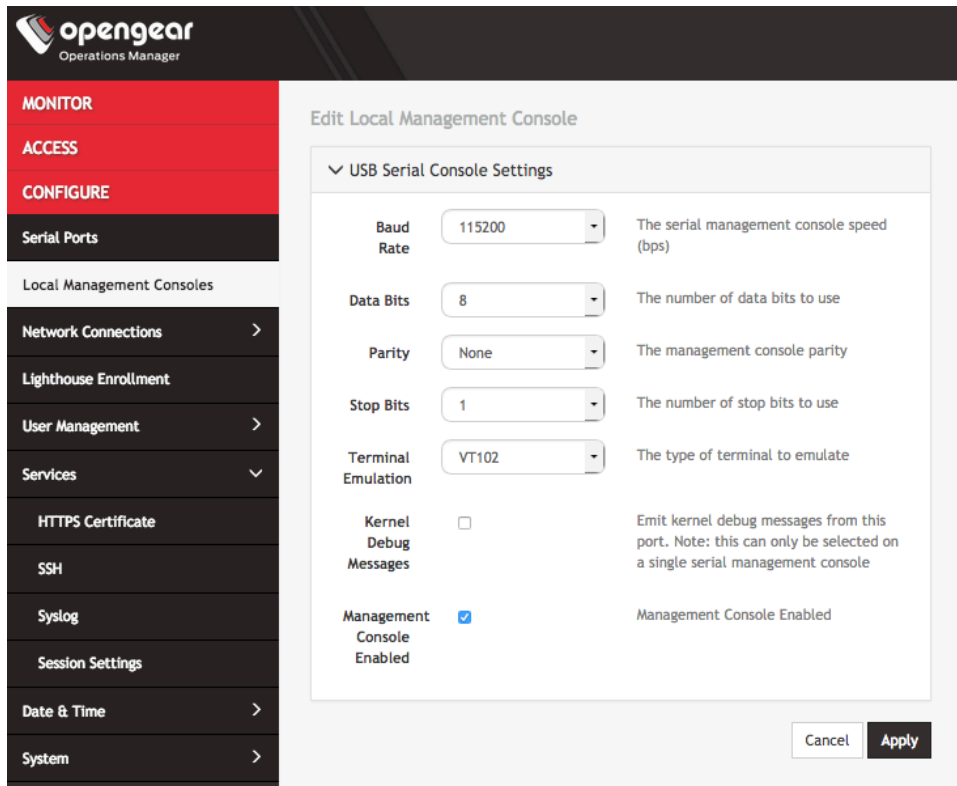 opengear
Operations Manager
MONITOR
ACCESS
CONFIGURE
Serial Ports
Local Management Consoles
Network Connections
Lighthouse Enrollment
User Management
Services
HTTPS Certificate
SSH
Syslog
Session Settings
Date & Time
System
Edit Local Management Console
USB Serial Console Settings
Baud
Rate
115200
The serial management console speed
(bps)
Data Bits
8
The number of data bits to use
Parity
None
The management console parity
Stop Bits
1
The number of stop bits to use
Terminal
Emulation
VT102
The type of terminal to emulate
Kernel
Debug
Messages
Emit kernel debug messages from this
port. Note: this can only be selected on
a single serial management console
Management
Console
Enabled
Management Console Enabled
Cancel
Apply